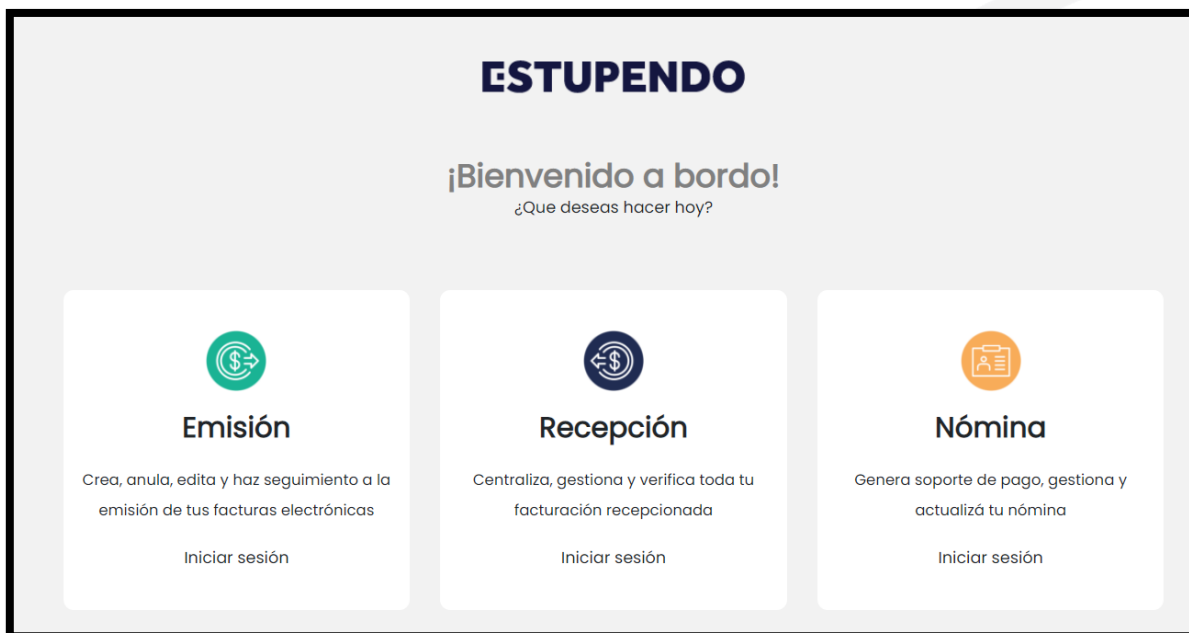 ESTUPENDO
¡Bienvenido a bordo!
¿Que deseas hacer hoy?
Emisión
Crea, anula, edita y haz seguimiento a la
emisión de tus facturas electrónicas
Iniciar sesión
Recepción
Centraliza, gestiona y verifica toda tu
facturación recepcionada
Iniciar sesión
Nómina
Genera soporte de pago, gestiona y
actualizá tu nómina
Iniciar sesión